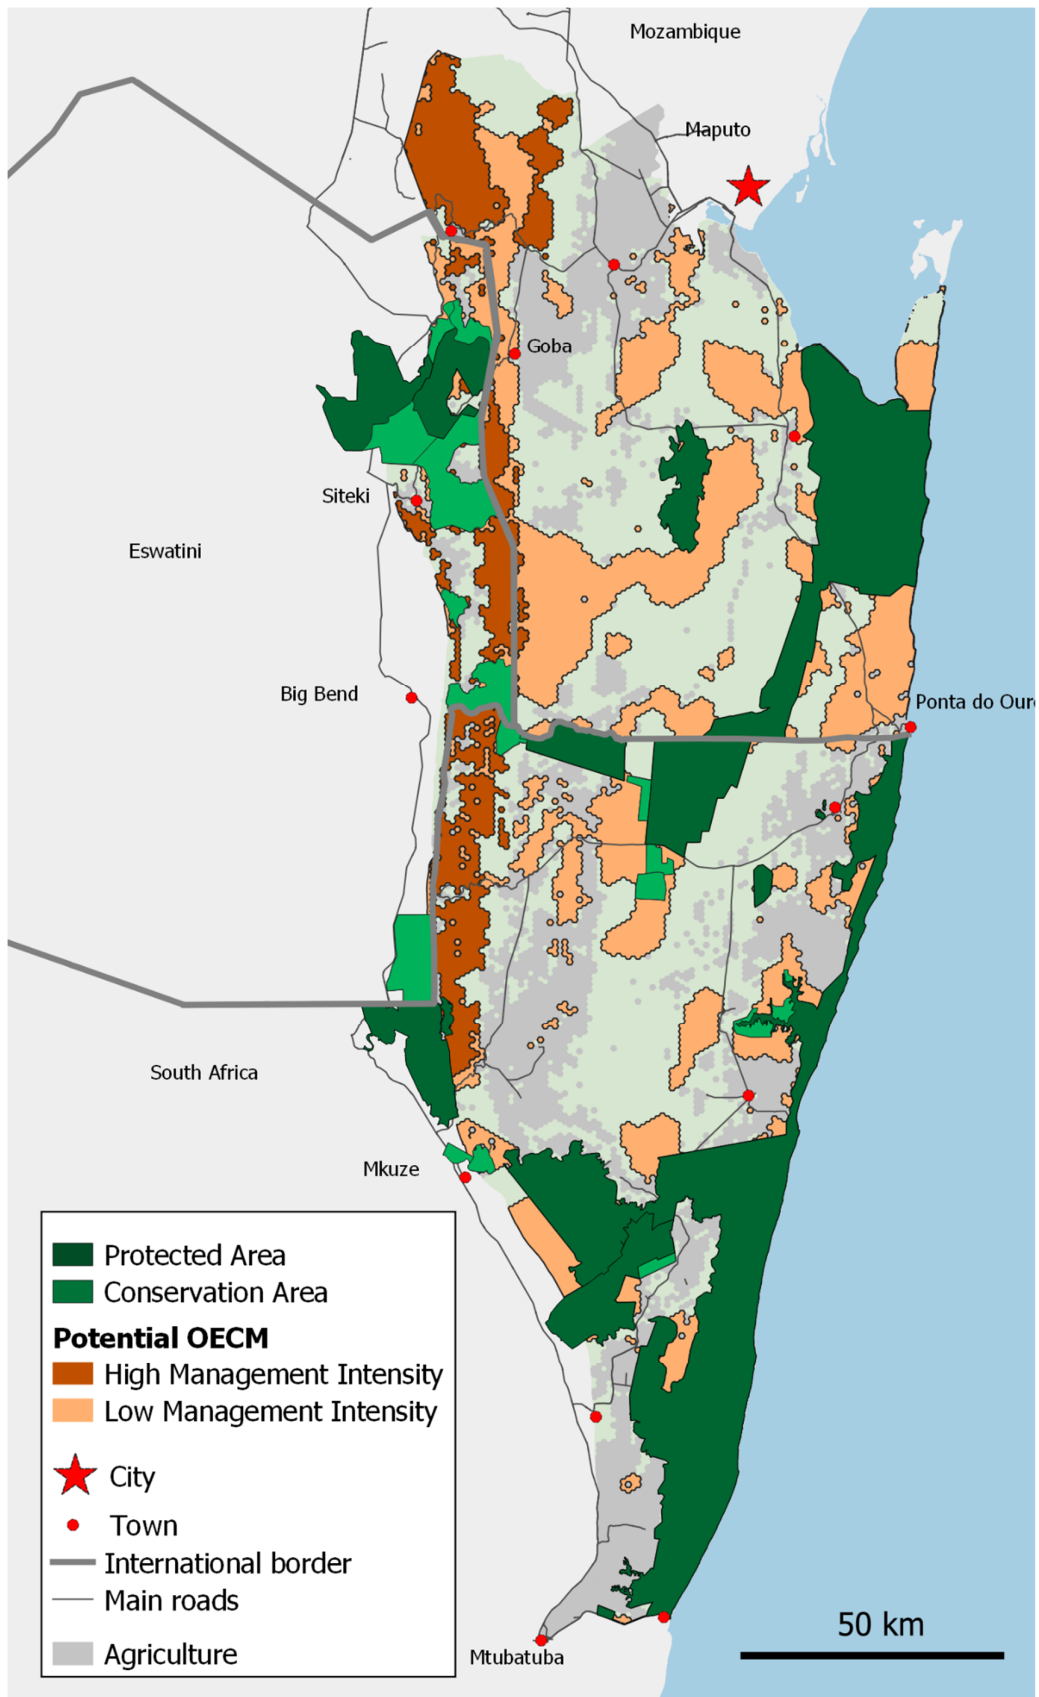 Mozambique
Maputo
Goba
Siteki
Eswatini
Big Bend
Ponta do Our
South Africa
Mkuze
Protected Area
Conservation Area
Potential OECM
High Management Intensity
Low Management Intensity
City
Town
International border
Main roads
Agriculture
50 km
Mtubatuba